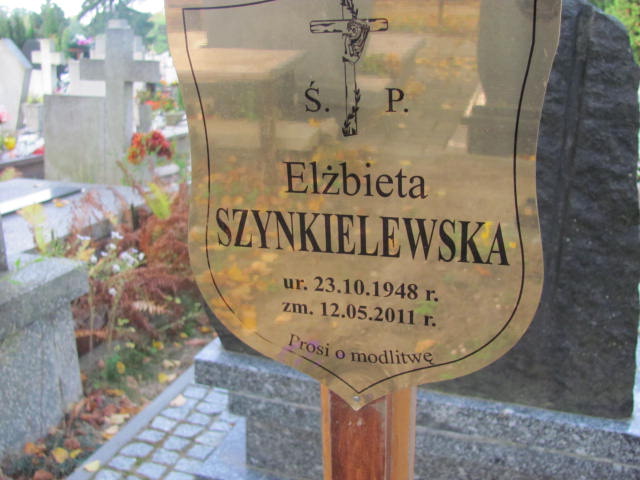 Ś. P.
Elżbieta
SZYNKIELEWSKA
ur. 23.10.1948 r.
zm. 12.05.2011 r.
Prosi o modlitwę